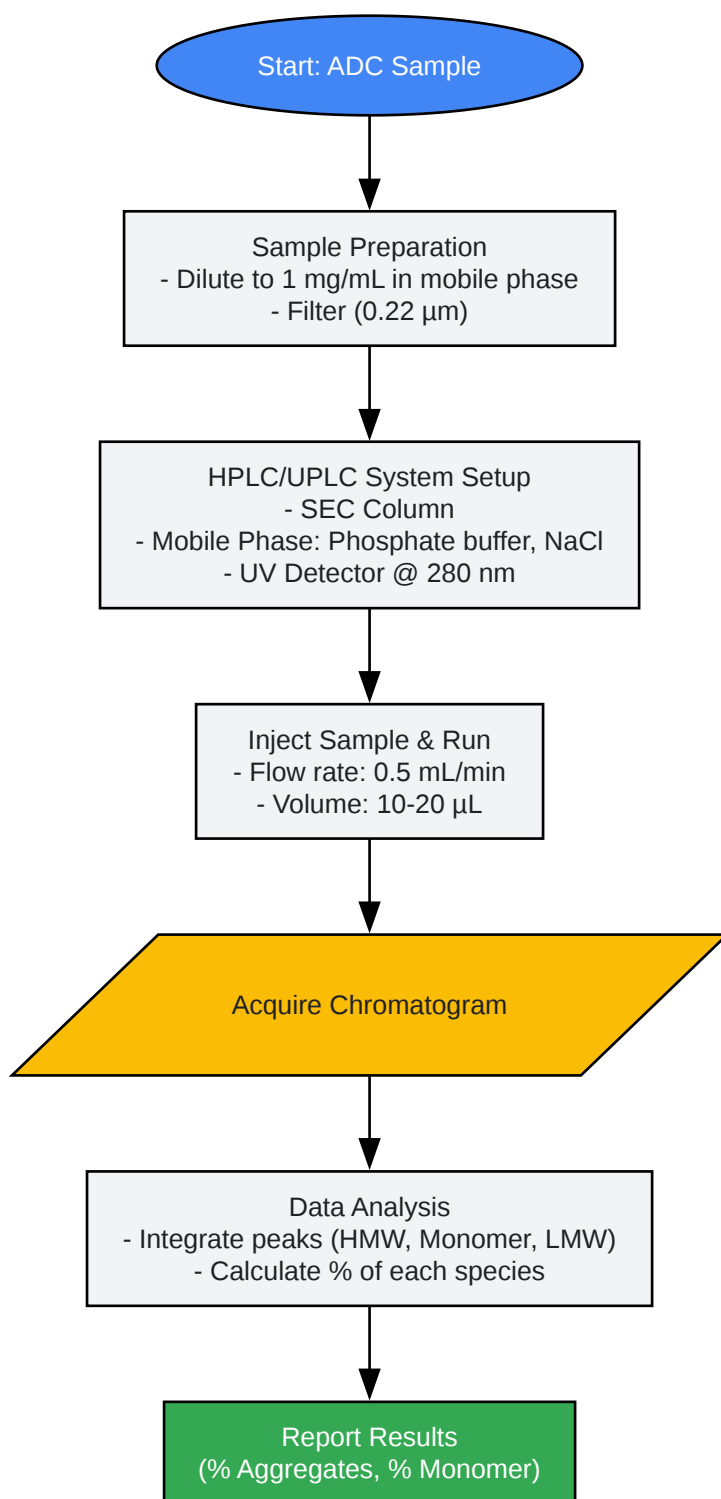 Start: ADC Sample
Sample Preparation
- Dilute to 1 mg/mL in mobile phase
- Filter (0.22 µm)
HPLC/UPLC System Setup
- SEC Column
- Mobile Phase: Phosphate buffer, NaCl
- UV Detector @ 280 nm
Inject Sample & Run
- Flow rate: 0.5 mL/min
- Volume: 10-20 µL
Acquire Chromatogram
Data Analysis
- Integrate peaks (HMW, Monomer, LMW)
- Calculate % of each species
Report Results
(% Aggregates, % Monomer)